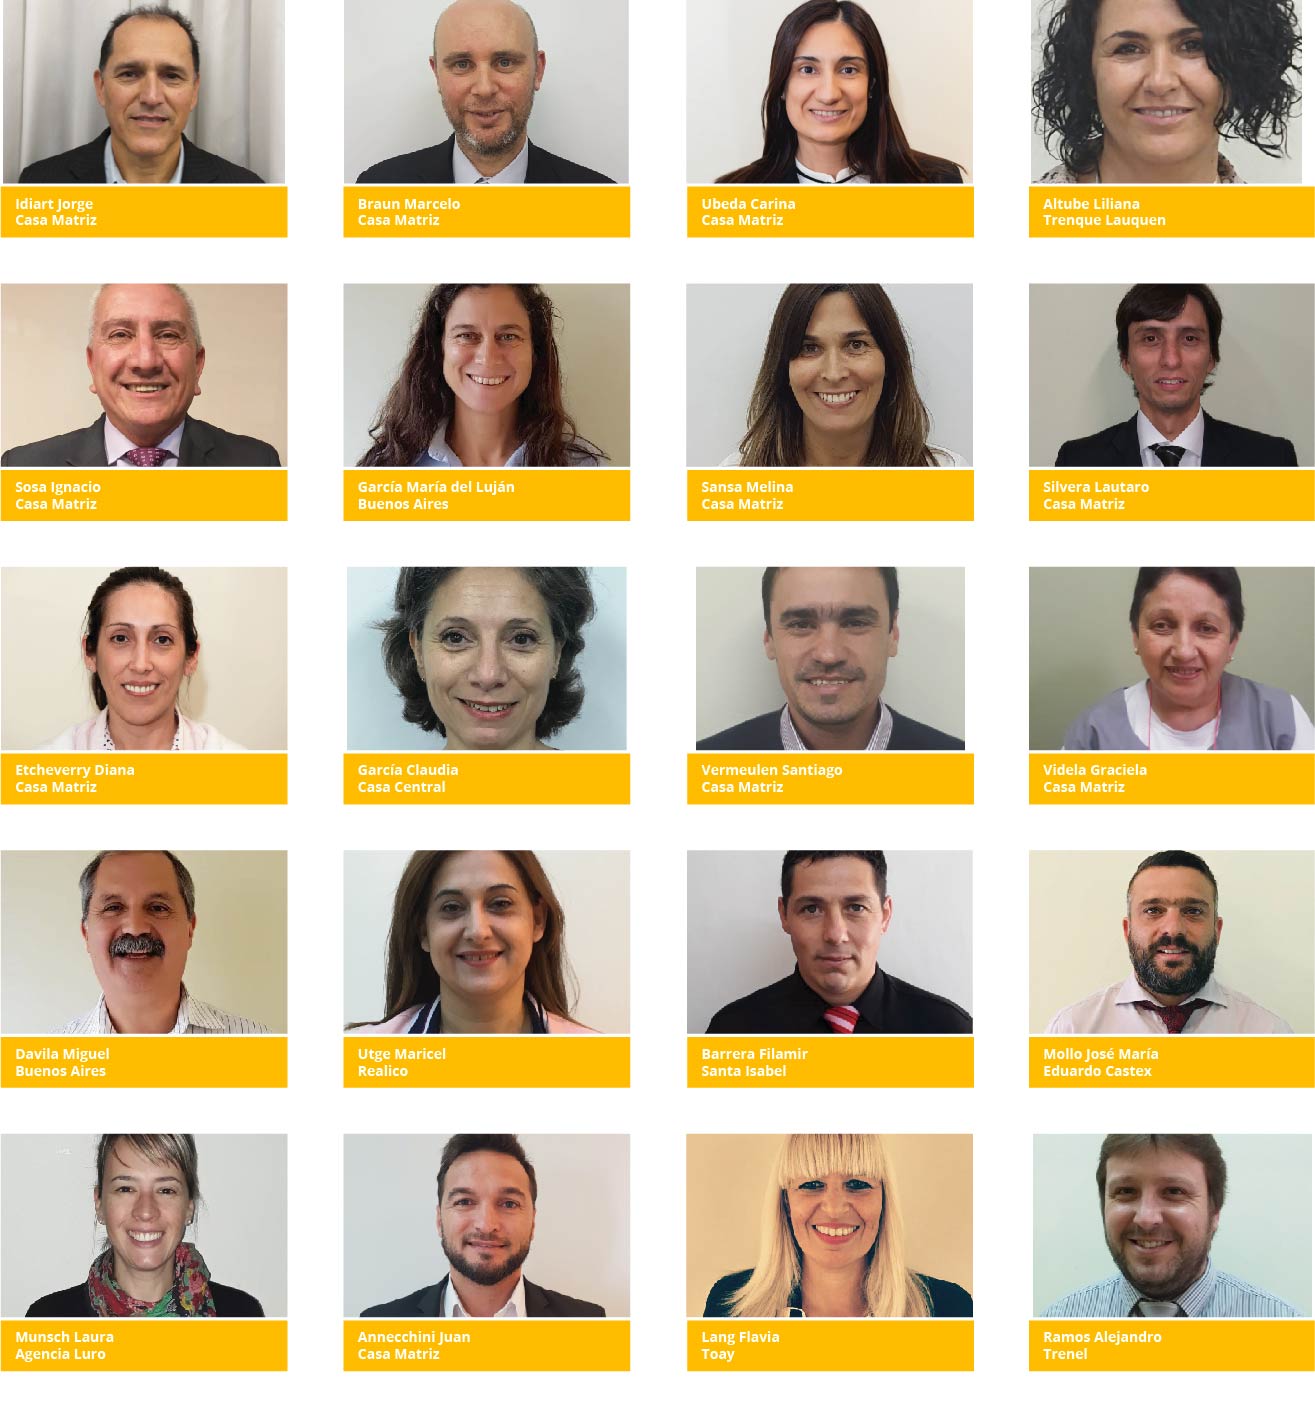 Idiart Jorge
Casa Matriz
Braun Marcelo
Casa Matriz
Ubeda Carina
Casa Matriz
Altube Liliana
Trenque Lauquen
Sosa Ignacio
Casa Matriz
García María del Luján
Buenos Aires
Sansa Melina
Casa Matriz
Silvera Lautaro
Casa Matriz
Etcheverry Diana
Casa Matriz
García Claudia
Casa Central
Vermeulen Santiago
Casa Matriz
Videla Graciela
Casa Matriz
Davila Miguel
Buenos Aires
Utge Maricel
Realico
Barrera Filamir
Santa Isabel
Mollo José María
Eduardo Castex
Munsch Laura
Agencia Luro
Annecchini Juan
Casa Matriz
Lang Flavia
Toay
Ramos Alejandro
Trenel